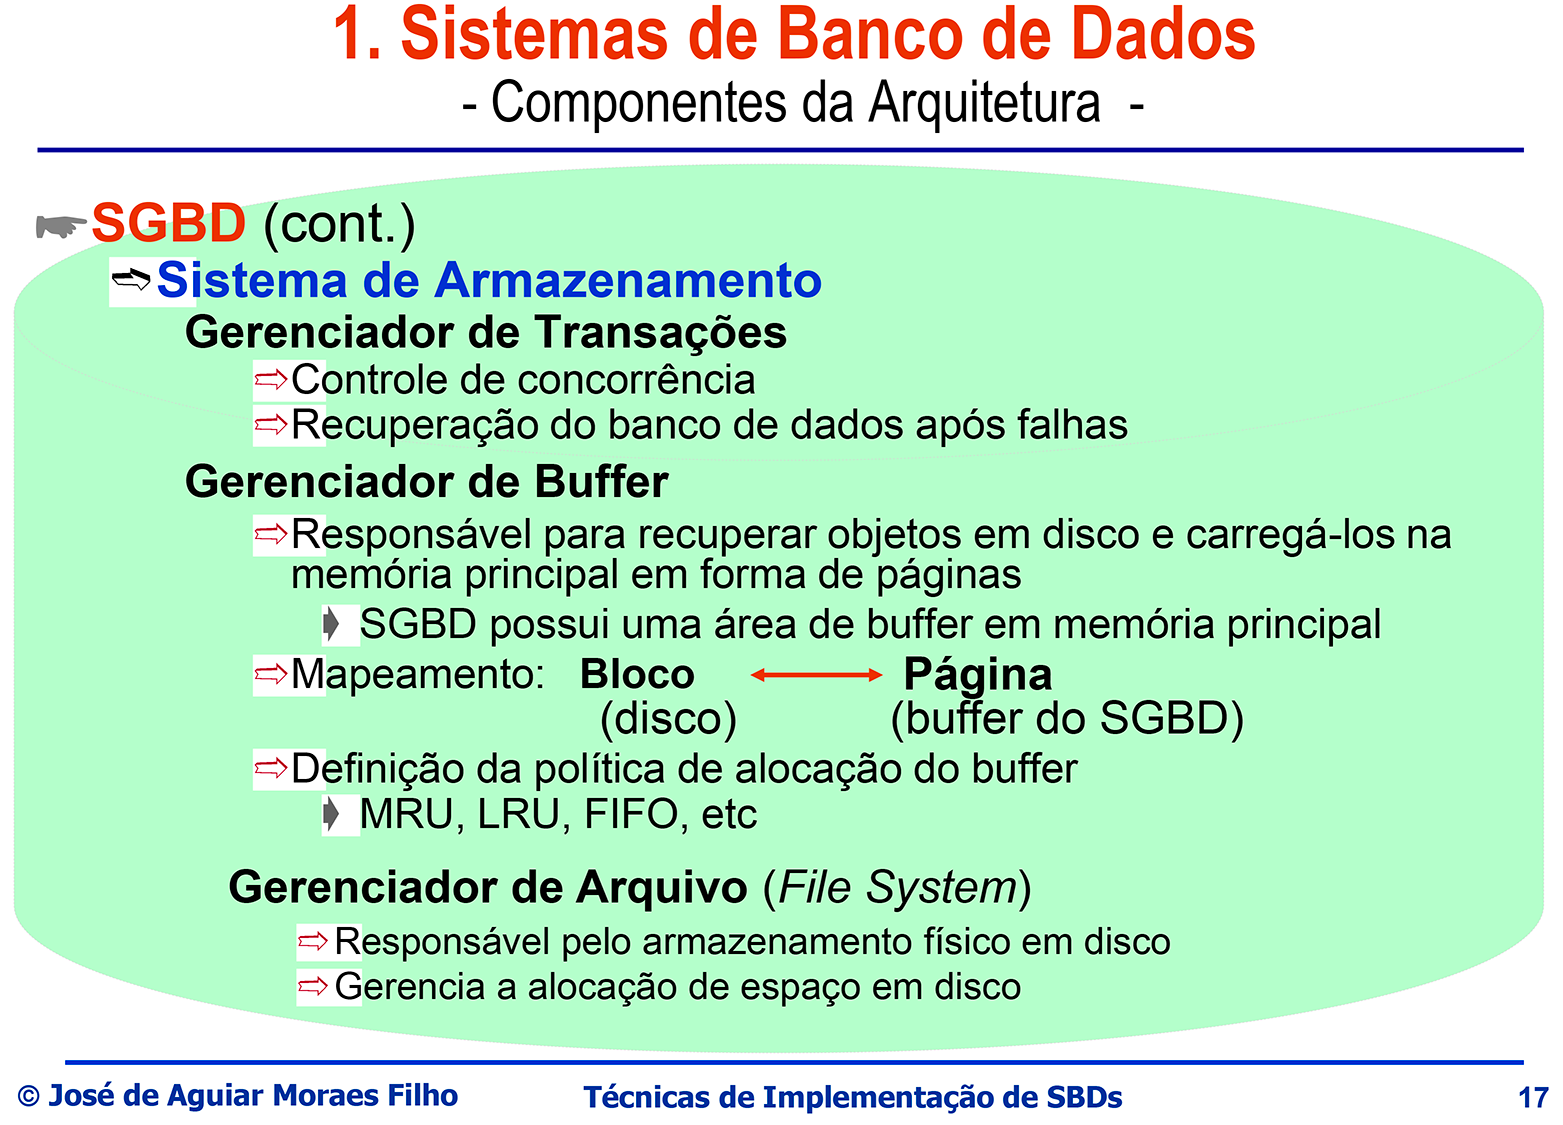 1. Sistemas de Banco de Dados
- Componentes da Arquitetura -
SGBD (cont.)
Sistema de Armazenamento
Gerenciador de Transações
Controle de concorrência
Recuperação do banco de dados após falhas
Gerenciador de Buffer
Responsável para recuperar objetos em disco e carregá-los na
memória principal em forma de páginas
SGBD possui uma área de buffer em memória principal
Mapeamento: Bloco Página
(disco) (buffer do SGBD)
Definição da política de alocação do buffer
MRU, LRU, FIFO, etc
Gerenciador de Arquivo (File System)
Responsável pelo armazenamento físico em disco
Gerencia a alocação de espaço em disco
© José de Aguiar Moraes Filho Técnicas de Implementação de SBDs 17